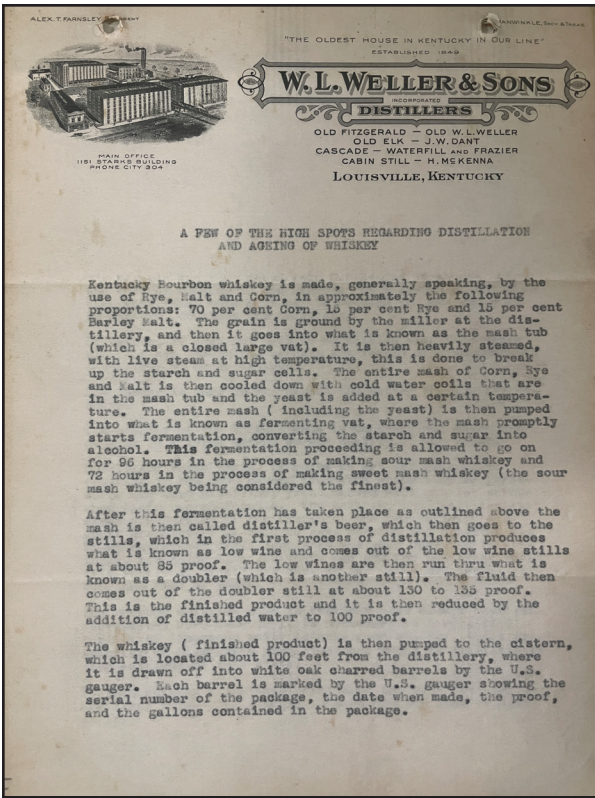 ALEX. T. FARNSLEY,
VANWINKLE, SECY & TREAS.
"THE OLDEST HOUSE IN KENTUCKY IN OUR LINE"
ESTABLISHED 1849
W. L. WELLER & SONS
INCORPORATED
DISTILLERS
OLD FITZGERALD — OLD W. L. WELLER
OLD ELK — J. W. DANT
CASCADE — WATERFILL AND FRAZIER
CABIN STILL — H. McKENNA
LOUISVILLE, KENTUCKY
MAIN OFFICE
1151 STARKS BUILDING
PHONE CITY 304
A FEW OF THE HIGH SPOTS REGARDING DISTILLATION
AND AGEING OF WHISKEY
Kentucky Bourbon whiskey is made, generally speaking, by the
use of Rye, Malt and Corn, in approximately the following
proportions: 70 per cent Corn, 15 per cent Rye and 15 per cent
Barley Malt. The grain is ground by the miller at the dis-
tillery, and then it goes into what is known as the mash tub
(which is a closed large vat). It is then heavily steamed,
with live steam at high temperature, this is done to break
up the starch and sugar cells. The entire mash of Corn, Rye
and Malt is then cooled down with cold water coils that are
in the mash tub and the yeast is added at a certain tempera-
ture. The entire mash ( including the yeast) is then pumped
into what is known as fermenting vat, where the mash promptly
starts fermentation, converting the starch and sugar into
alcohol. This fermentation proceeding is allowed to go on
for 96 hours in the process of making sour mash whiskey and
72 hours in the process of making sweet mash whiskey (the sour
mash whiskey being considered the finest).
After this fermentation has taken place as outlined above the
mash is then called distiller's beer, which then goes to the
stills, which in the first process of distillation produces
what is known as low wine and comes out of the low wine stills
at about 85 proof. The low wines are then run thru what is
known as a doubler (which is another still). The fluid then
comes out of the doubler still at about 130 to 135 proof.
This is the finished product and it is then reduced by the
addition of distilled water to 100 proof.
The whiskey ( finished product) is then pumped to the cistern,
which is located about 100 feet from the distillery, where
it is drawn off into white oak charred barrels by the U.S.
gauger. Each barrel is marked by the U.S. gauger showing the
serial number of the package, the date when made, the proof,
and the gallons contained in the package.